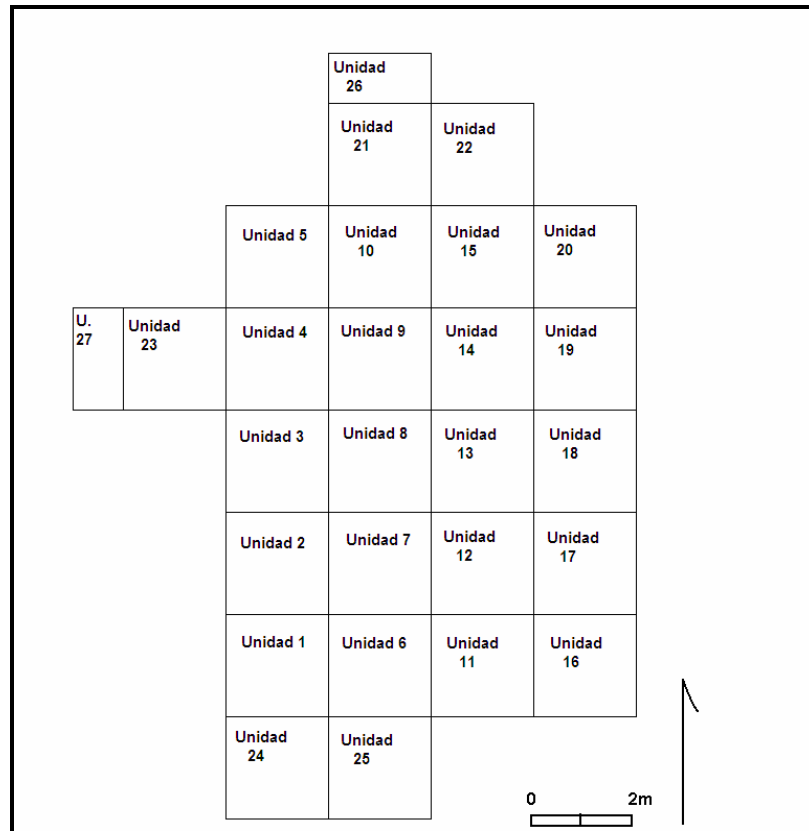 Unidad
26
Unidad
21
Unidad
22
Unidad 5
Unidad
10
Unidad
15
Unidad
20
U.
27
Unidad
23
Unidad 4
Unidad 9
Unidad
14
Unidad
19
Unidad 3
Unidad 8
Unidad
13
Unidad
18
Unidad 2
Unidad 7
Unidad
12
Unidad
17
Unidad 1
Unidad 6
Unidad
11
Unidad
16
Unidad
24
Unidad
25
0 2m